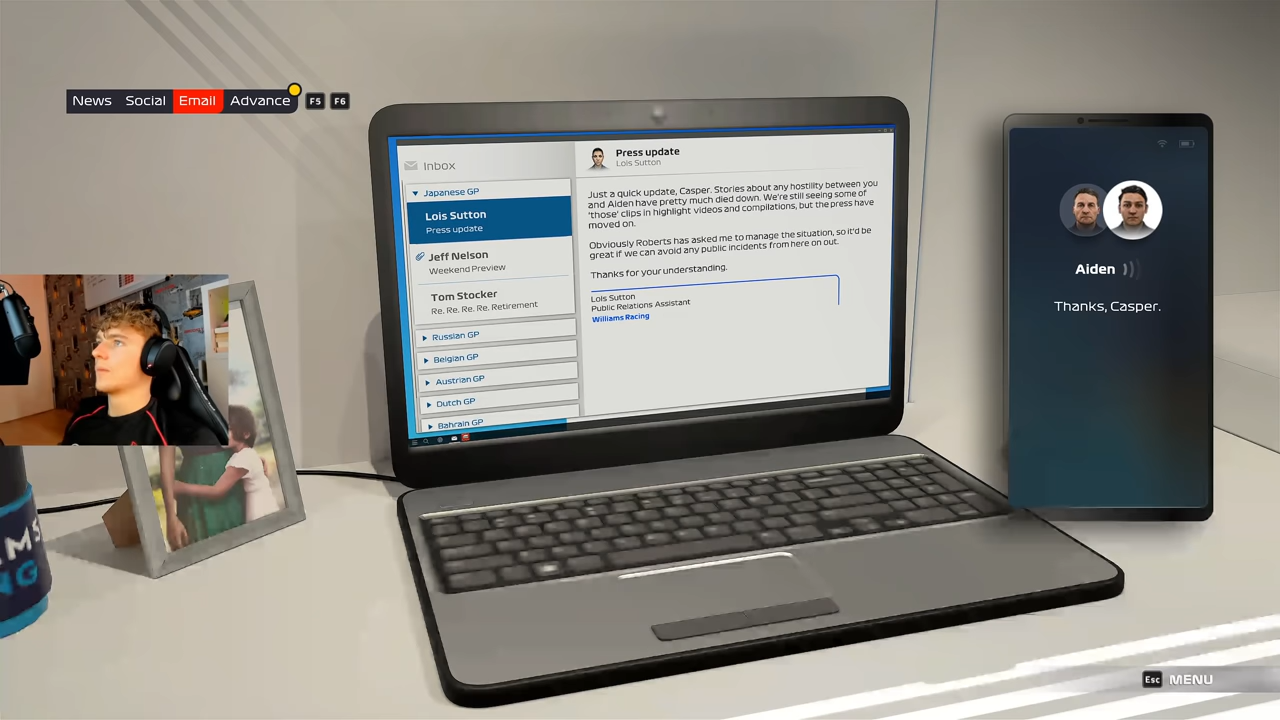 News Social Email Advance F5 F6
Inbox
Japanese GP
Lois Sutton
Press update
Jeff Nelson
Weekend Preview
Tom Stocker
Re. Re. Re. Re. Retirement
Russian GP
Belgian GP
Austrian GP
Dutch GP
Bahrain GP
Press update
Lois Sutton
Just a quick update, Casper. Stories about any hostility between you
and Aiden have pretty much died down. We're still seeing some of
'those' clips in highlight videos and compilations, but the press have
moved on.
Obviously Roberts has asked me to manage the situation, so it'd be
great if we can avoid any public incidents from here on out.
Thanks for your understanding.
Lois Sutton
Public Relations Assistant
Williams Racing
Aiden
Thanks, Casper.
Esc MENU